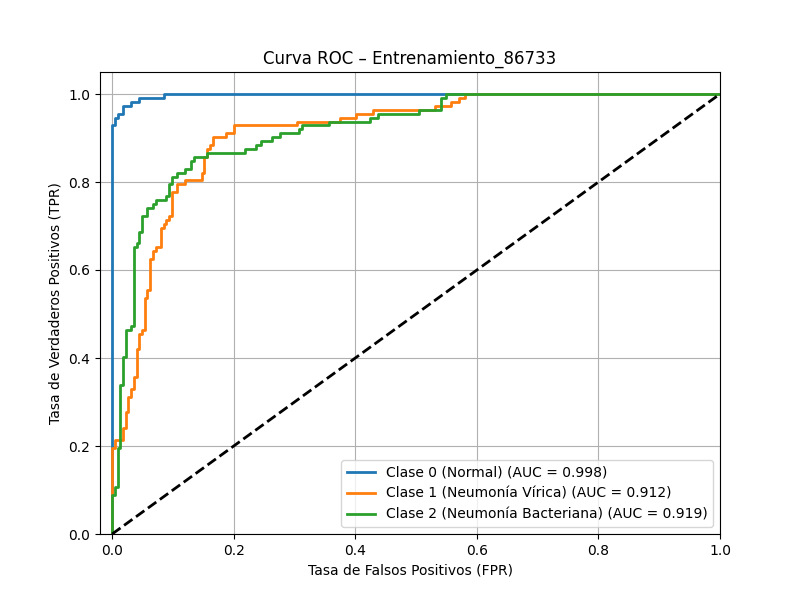 Curva ROC – Entrenamiento_86733
Tasa de Verdaderos Positivos (TPR)
1.0
0.8
0.6
0.4
0.2
0.0
0.0 0.2 0.4 0.6 0.8 1.0
Tasa de Falsos Positivos (FPR)
Clase 0 (Normal) (AUC = 0.998)
Clase 1 (Neumonía Vírica) (AUC = 0.912)
Clase 2 (Neumonía Bacteriana) (AUC = 0.919)